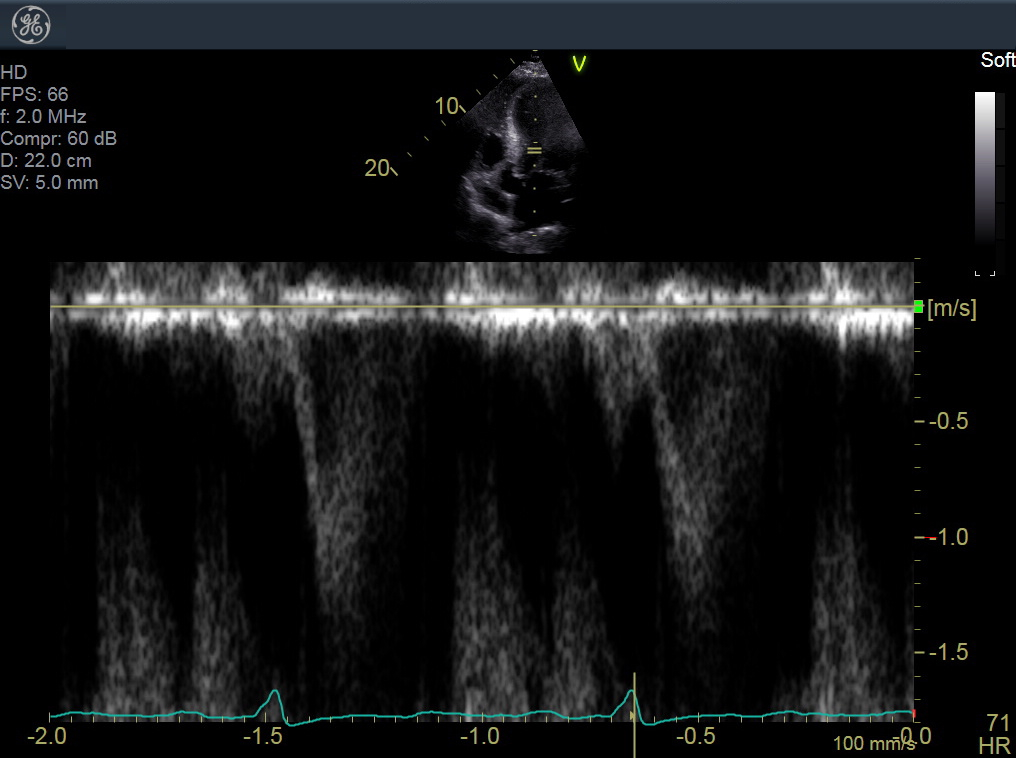 GE
V
Soft
HD
FPS: 66
f: 2.0 MHz
Compr: 60 dB
D: 22.0 cm
SV: 5.0 mm
10
20
[m/s]
-0.5
-1.0
-1.5
-2.0
-1.5
-1.0
-0.5
0.0
100 mm/s
71
HR